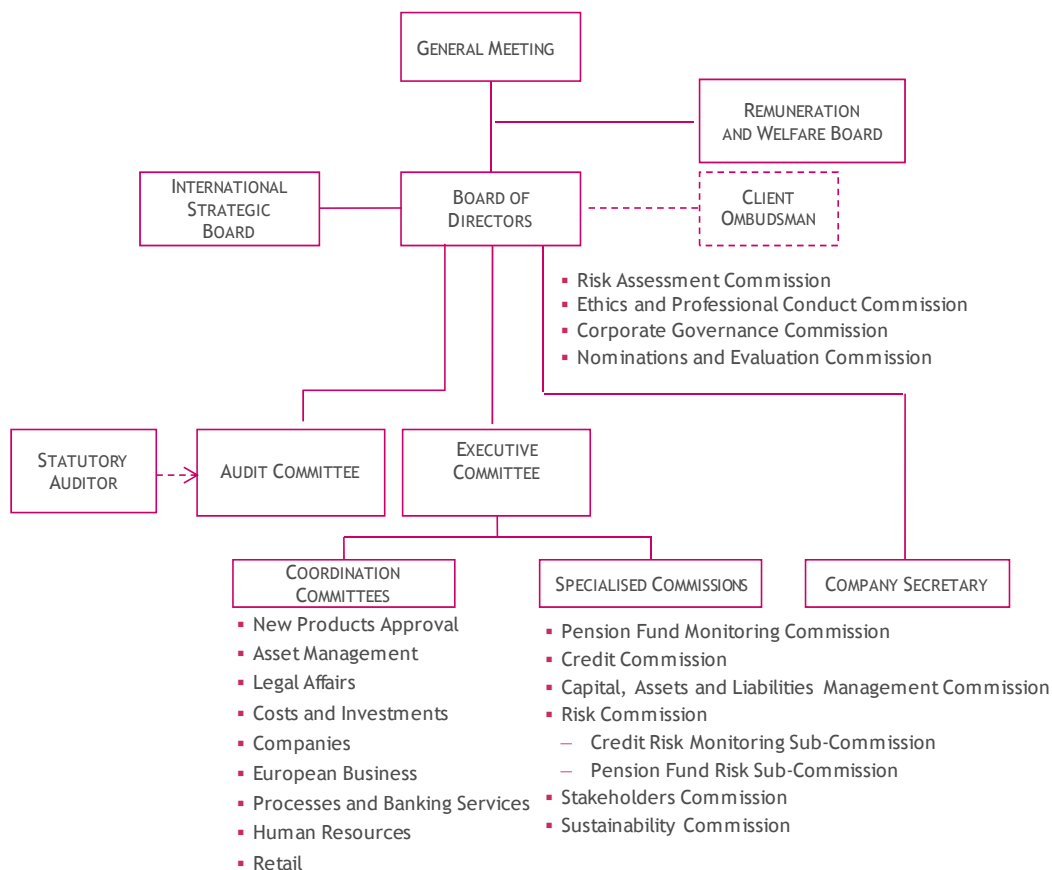 GENERAL MEETING
REMUNERATION
AND WELFARE BOARD
INTERNATIONAL
STRATEGIC
BOARD
BOARD OF
DIRECTORS
CLIENT
OMBUDSMAN
▪ Risk Assessment Commission
▪ Ethics and Professional Conduct Commission
▪ Corporate Governance Commission
▪ Nominations and Evaluation Commission
STATUTORY
AUDITOR
AUDIT COMMITTEE
EXECUTIVE
COMMITTEE
COORDINATION
COMMITTEES
▪ New Products Approval
▪ Asset Management
▪ Legal Affairs
▪ Costs and Investments
▪ Companies
▪ European Business
▪ Processes and Banking Services
▪ Human Resources
▪ Retail
SPECIALISED COMMISSIONS
▪ Pension Fund Monitoring Commission
▪ Credit Commission
▪ Capital, Assets and Liabilities Management Commission
▪ Risk Commission
– Credit Risk Monitoring Sub-Commission
– Pension Fund Risk Sub-Commission
▪ Stakeholders Commission
▪ Sustainability Commission
COMPANY SECRETARY